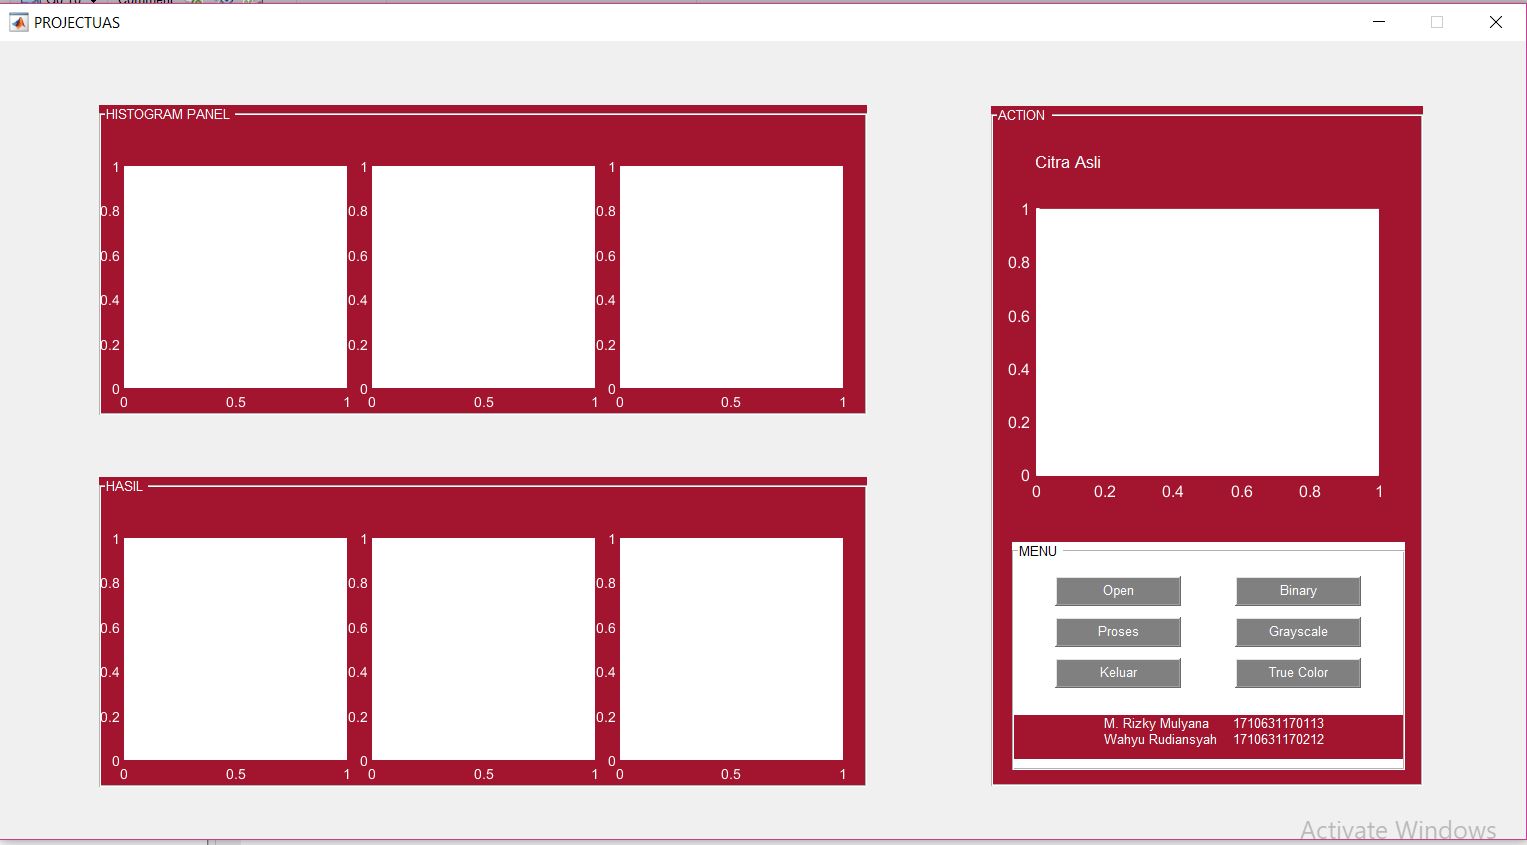 Go To Comment
PROJECTUAS
HISTOGRAM PANEL
1 1 1
0.8 0.8 0.8
0.6 0.6 0.6
0.4 0.4 0.4
0.2 0.2 0.2
0 0 0
0 0.5 1 0 0.5 1 0 0.5 1
HASIL
1 1 1
0.8 0.8 0.8
0.6 0.6 0.6
0.4 0.4 0.4
0.2 0.2 0.2
0 0 0
0 0.5 1 0 0.5 1 0 0.5 1
ACTION
Citra Asli
1
0.8
0.6
0.4
0.2
0
0 0.2 0.4 0.6 0.8 1
MENU
Open Binary
Proses Grayscale
Keluar True Color
M. Rizky Mulyana 1710631170113
Wahyu Rudiansyah 1710631170212
Activate Windows